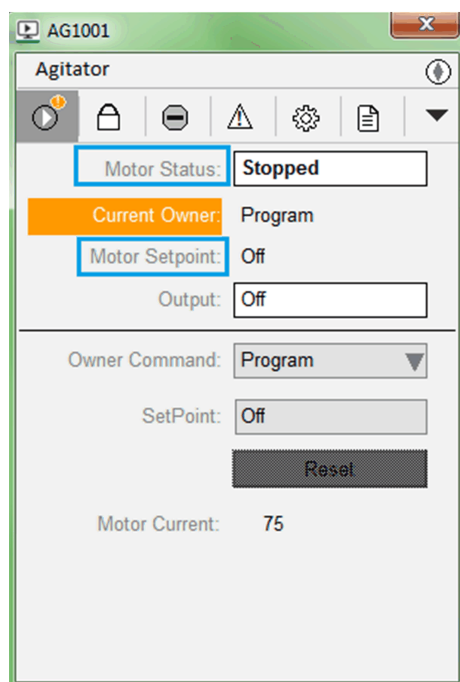 AG1001
Agitator
Motor Status: Stopped
Current Owner: Program
Motor Setpoint: Off
Output: Off
Owner Command: Program
SetPoint: Off
Reset
Motor Current: 75